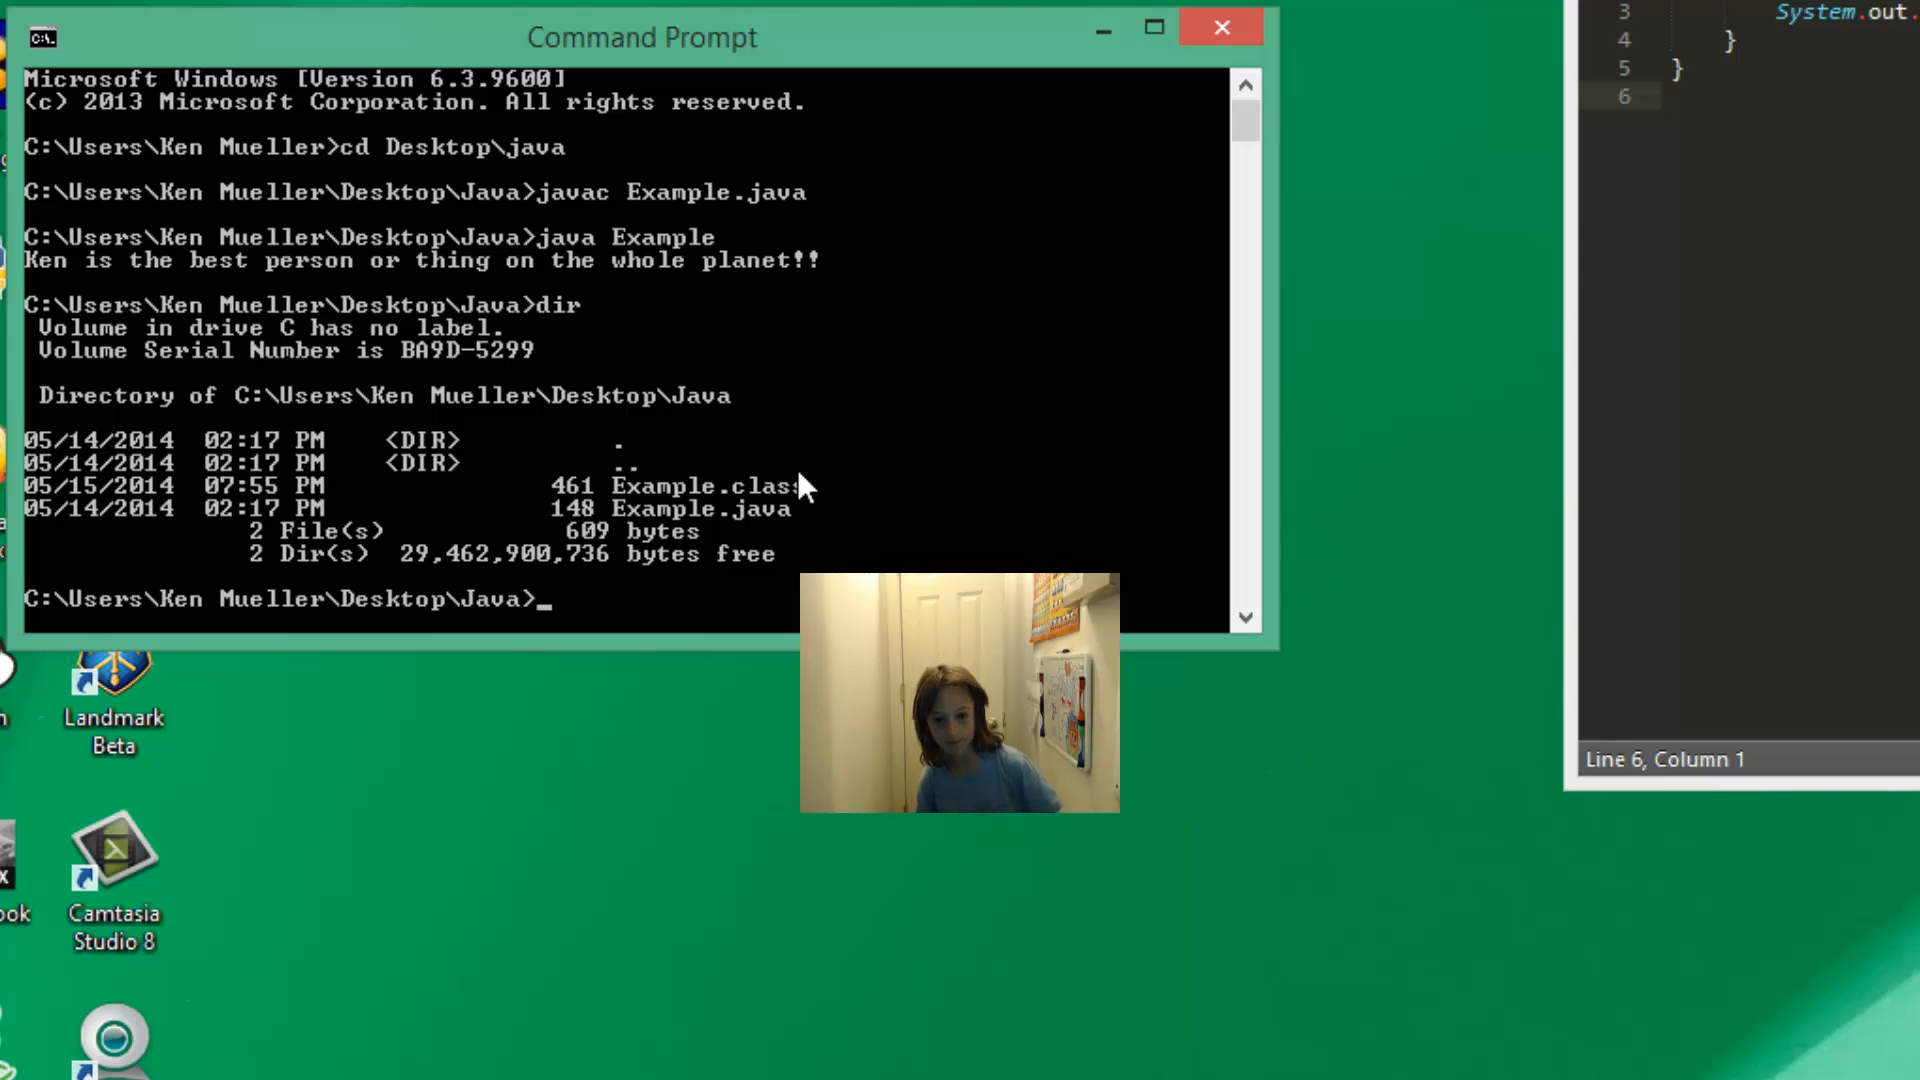 Command Prompt
Microsoft Windows [Version 6.3.9600]
(c) 2013 Microsoft Corporation. All rights reserved.
C:\Users\Ken Mueller>cd Desktop\java
C:\Users\Ken Mueller\Desktop\Java>javac Example.java
C:\Users\Ken Mueller\Desktop\Java>java Example
Ken is the best person or thing on the whole planet!!
C:\Users\Ken Mueller\Desktop\Java>dir
Volume in drive C has no label.
Volume Serial Number is BA9D-5299
Directory of C:\Users\Ken Mueller\Desktop\Java
05/14/2014 02:17 PM <DIR> .
05/14/2014 02:17 PM <DIR> ..
05/15/2014 07:55 PM 461 Example.class
05/14/2014 02:17 PM 148 Example.java
2 File(s) 609 bytes
2 Dir(s) 29,462,900,736 bytes free
C:\Users\Ken Mueller\Desktop\Java>_
3 System.out.
4 }
5 }
6
Line 6, Column 1
Landmark
Beta
ook
Camtasia
Studio 8